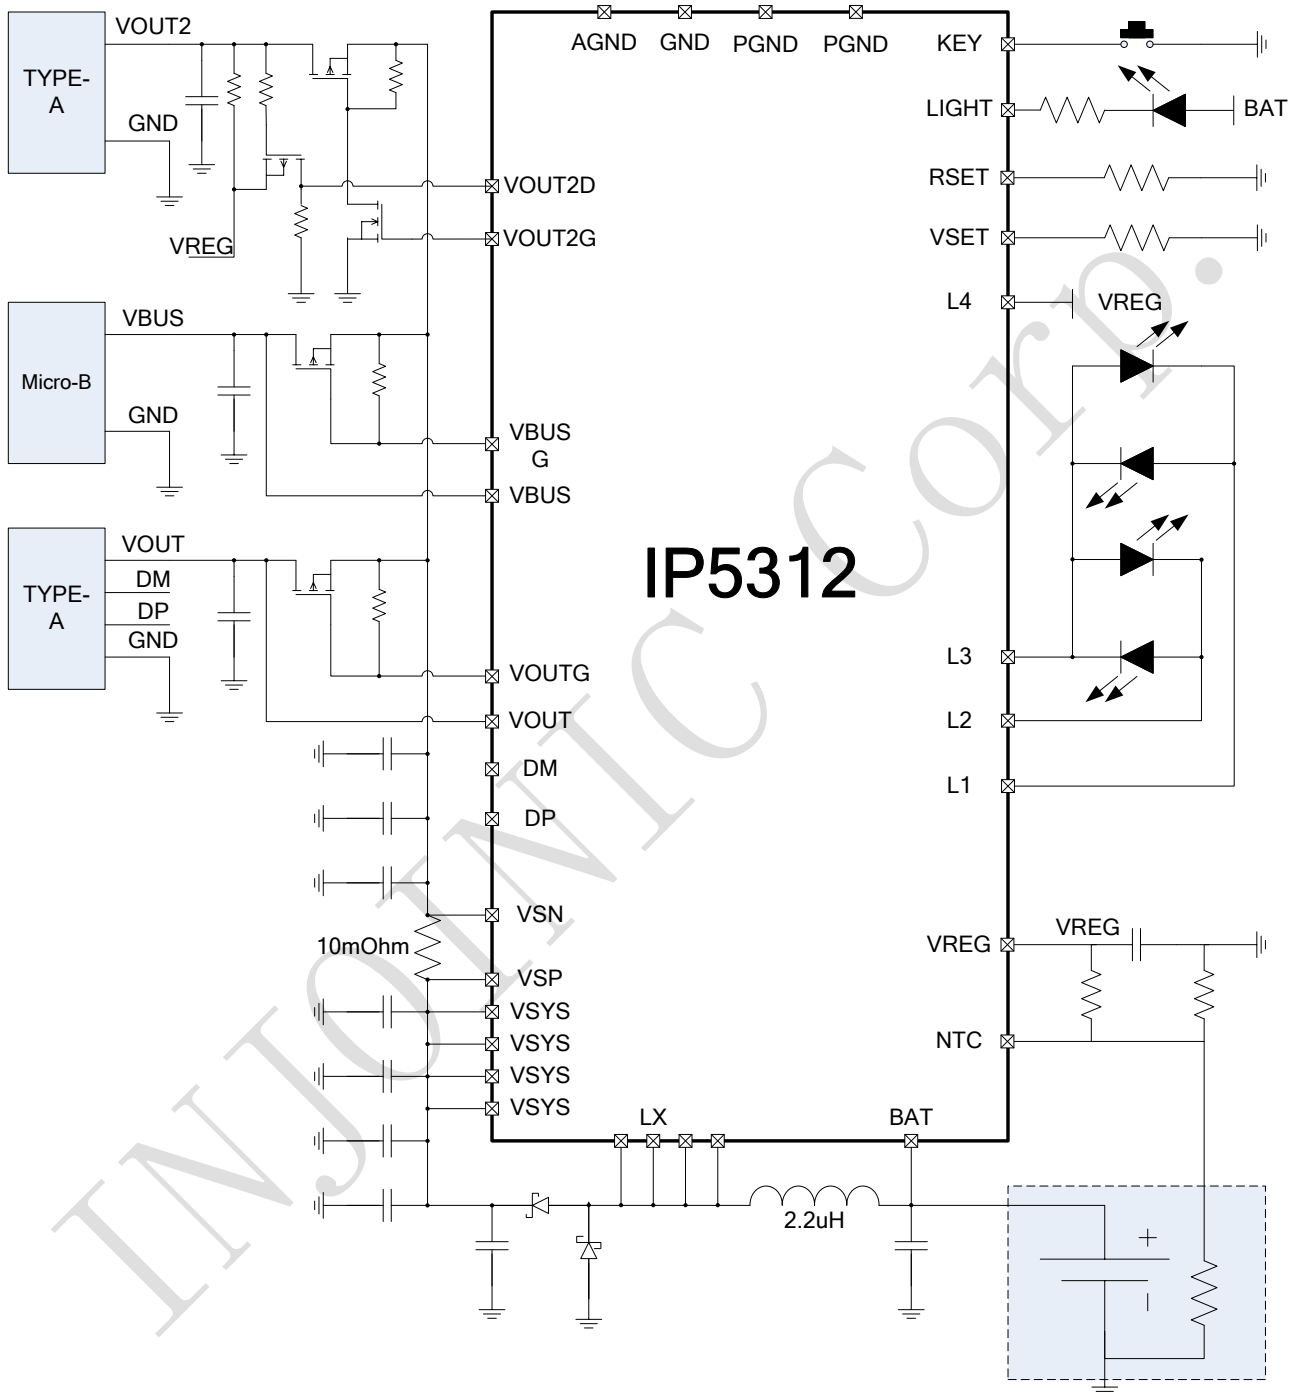 VOUT2
TYPE-
A
GND
VREG
AGND
GND
PGND
PGND
KEY
LIGHT
BAT
RSET
VSET
L4
VREG
VOUT2D
VOUT2G
VBUS
Micro-B
GND
VBUS
G
VBUS
VOUT
DM
TYPE-
A
DP
GND
IP5312
VOUTG
VOUT
DM
DP
L3
L2
L1
VSN
10mOhm
VSP
VSYS
VSYS
VSYS
VSYS
VREG
VREG
NTC
LX
BAT
2.2uH
+
−
INJOINIC Corp.